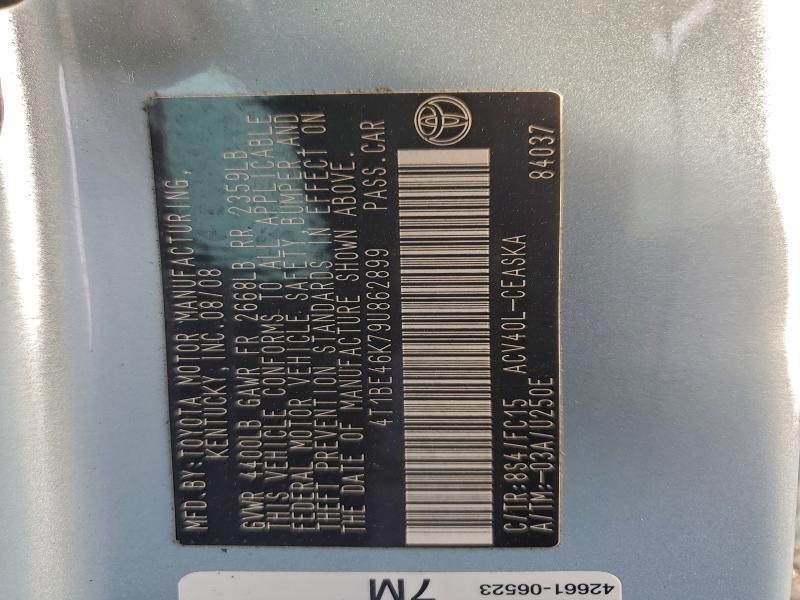 MFD.BY:TOYOTA MOTOR MANUFACTURING,
KENTUCKY, INC. 08/08
GVWR 4400LB GAWR FR 2668LB RR 2359LB
THIS VEHICLE CONFORMS TO ALL APPLICABLE
FEDERAL MOTOR VEHICLE SAFETY, BUMPER AND
THEFT PREVENTION STANDARDS IN EFFECT ON
THE DATE OF MANUFACTURE SHOWN ABOVE.
4T1BE46K79U862899 PASS.CAR
C/TR:8S4/FC15 ACV40L-CEASKA 84037
A/TM:-03A/U250E
42661-06523
7M